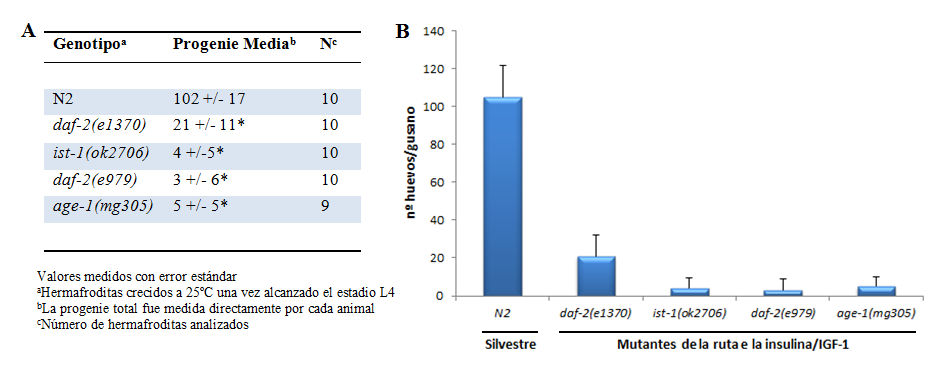 A
Genotipoᵃ Progenie Mediaᵇ Nᶜ
N2 102 +/- 17 10
daf-2(e1370) 21 +/- 11* 10
ist-1(ok2706) 4 +/-5* 10
daf-2(e979) 3 +/- 6* 10
age-1(mg305) 5 +/- 5* 9
Valores medidos con error estándar
ᵃHermafroditas crecidos a 25ºC una vez alcanzado el estadio L4
ᵇLa progenie total fue medida directamente por cada animal
ᶜNúmero de hermafroditas analizados
B
nº huevos/gusano
140
120
100
80
60
40
20
0
N2 daf-2(e1370) ist-1(ok2706) daf-2(e979) age-1(mg305)
Silvestre Mutantes de la ruta e la insulina/IGF-1